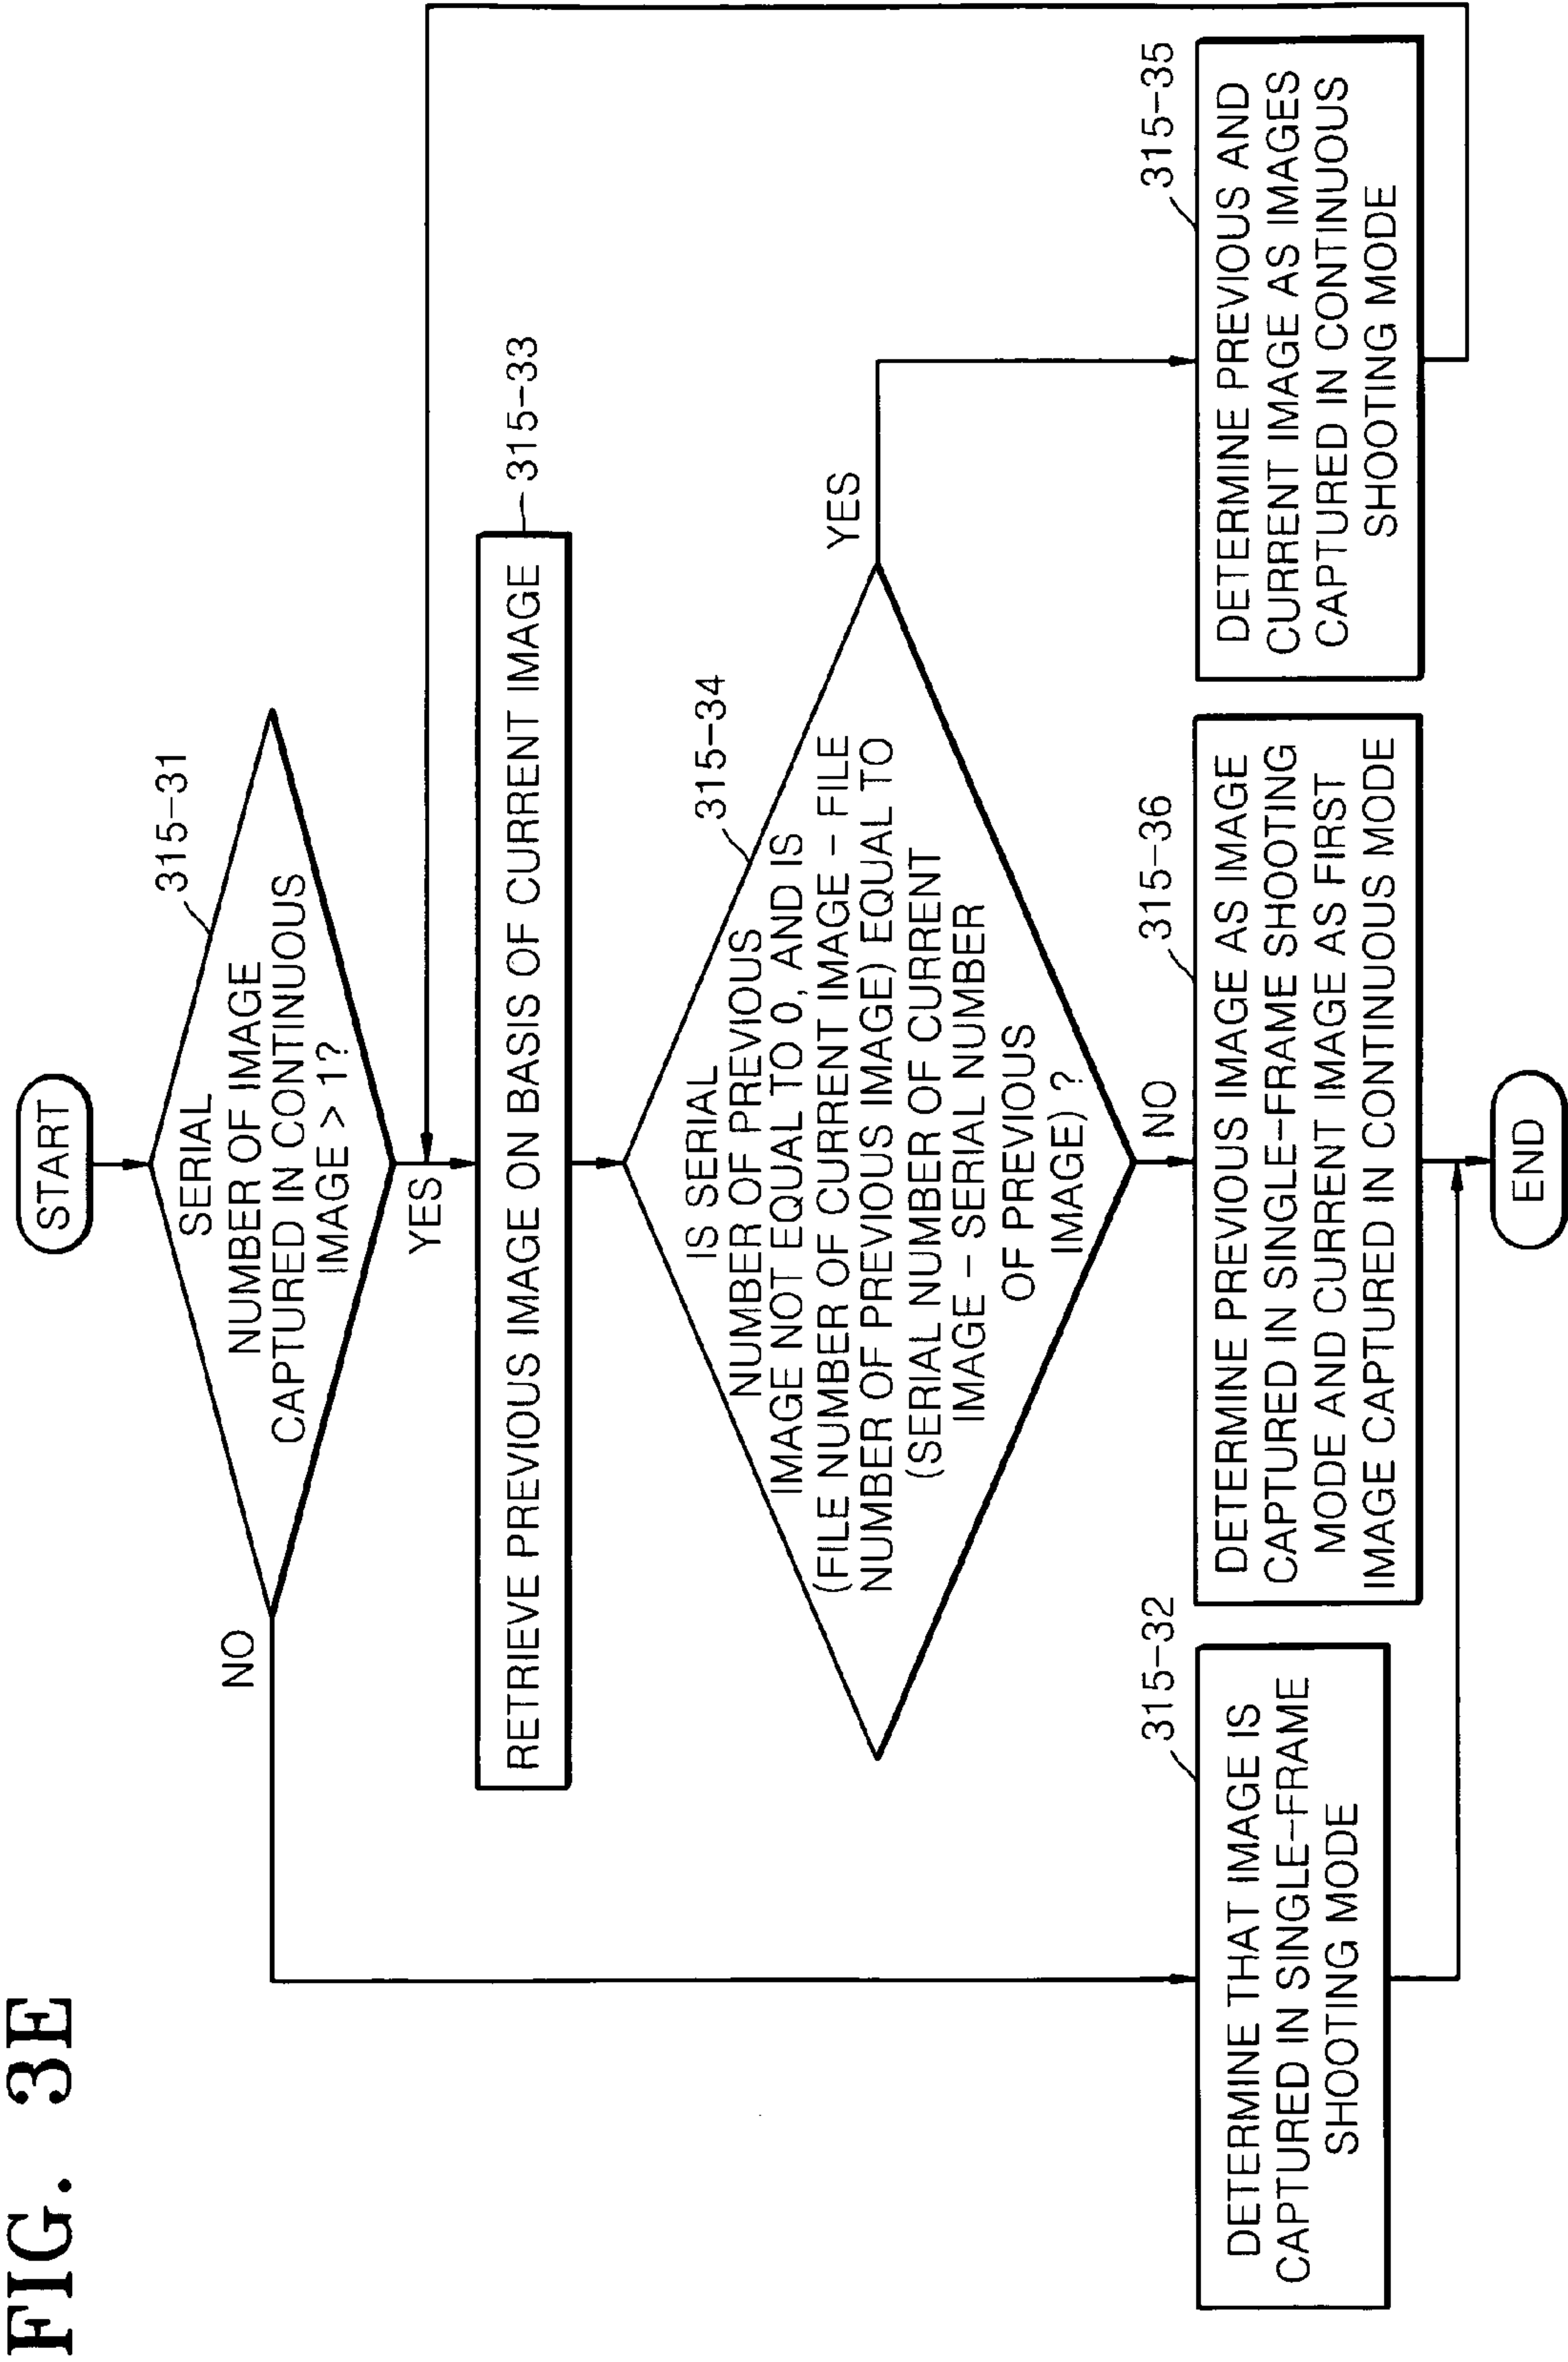 FIG. 3E
START
315-31
SERIAL
NUMBER OF IMAGE
CAPTURED IN CONTINUOUS
IMAGE > 1?
NO
YES
RETRIEVE PREVIOUS IMAGE ON BASIS OF CURRENT IMAGE
315-33
315-34
IS SERIAL
NUMBER OF PREVIOUS
IMAGE NOT EQUAL TO 0, AND IS
(FILE NUMBER OF CURRENT IMAGE - FILE
NUMBER OF PREVIOUS IMAGE) EQUAL TO
(SERIAL NUMBER OF CURRENT
IMAGE - SERIAL NUMBER
OF PREVIOUS
IMAGE) ?
YES
NO
315-32
DETERMINE THAT IMAGE IS
CAPTURED IN SINGLE-FRAME
SHOOTING MODE
315-36
DETERMINE PREVIOUS IMAGE AS IMAGE
CAPTURED IN SINGLE-FRAME SHOOTING
MODE AND CURRENT IMAGE AS FIRST
IMAGE CAPTURED IN CONTINUOUS MODE
315-35
DETERMINE PREVIOUS AND
CURRENT IMAGE AS IMAGES
CAPTURED IN CONTINUOUS
SHOOTING MODE
END